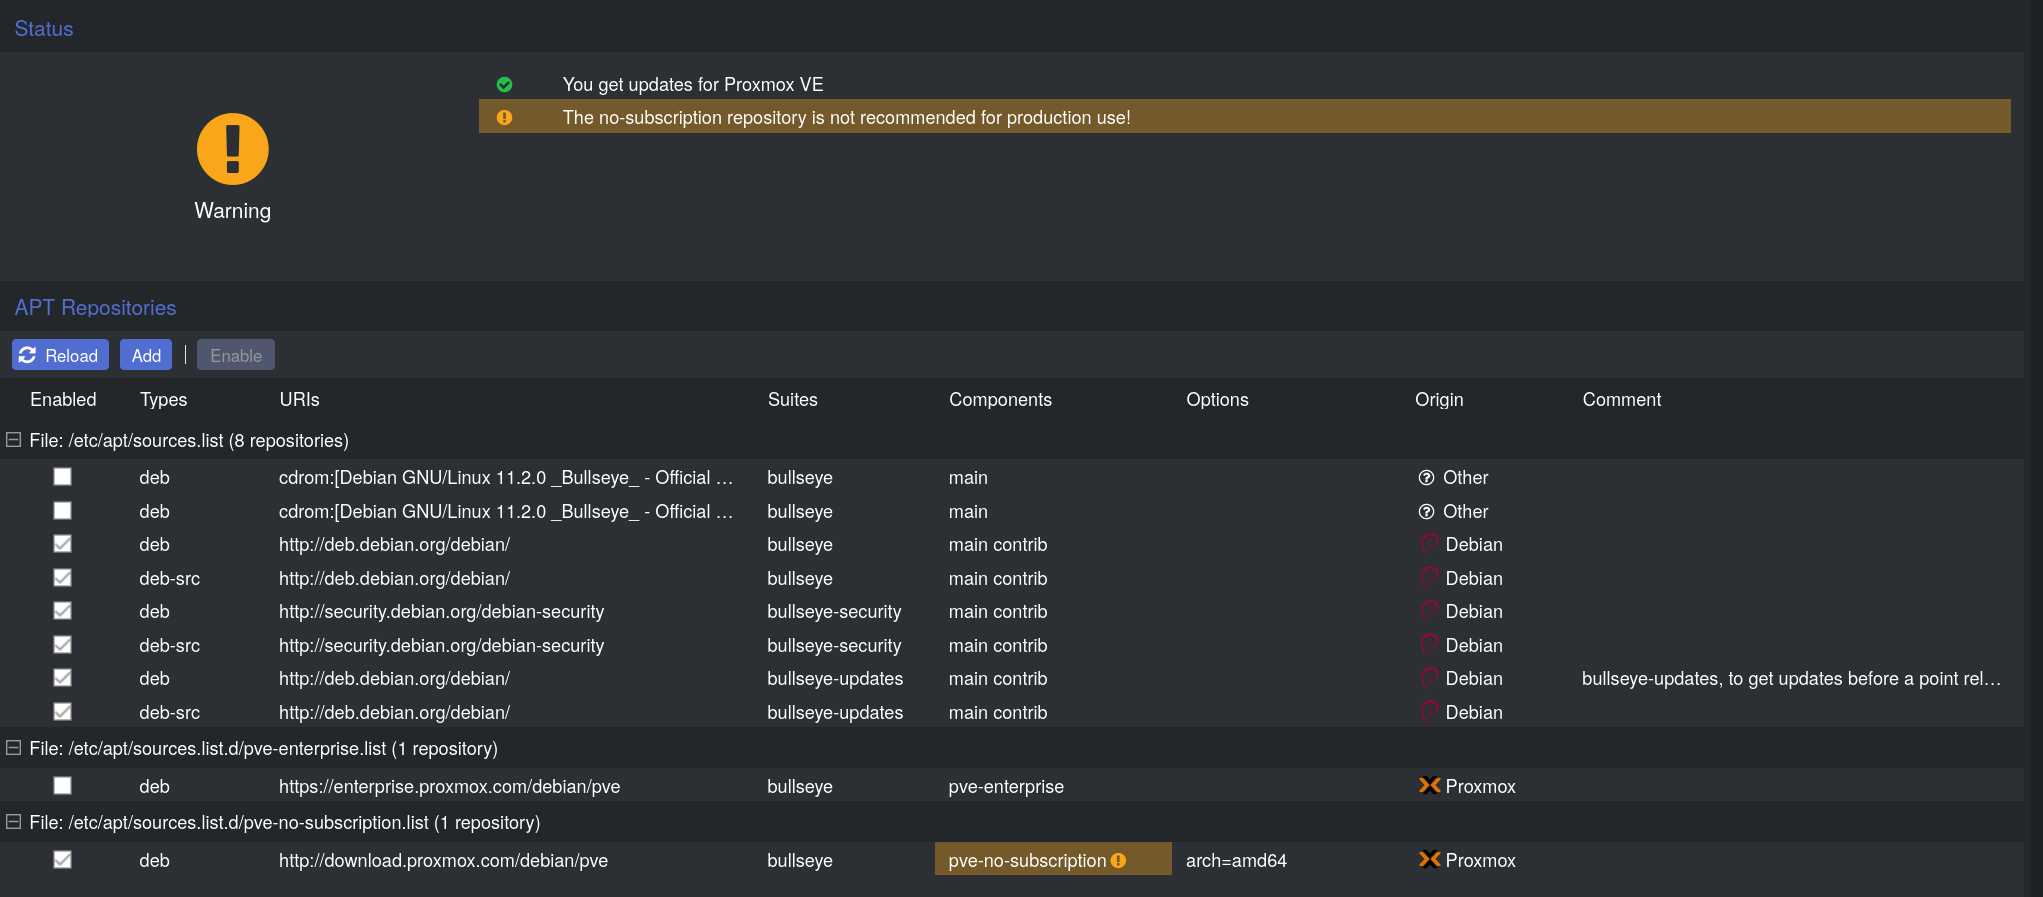 Status
You get updates for Proxmox VE
The no-subscription repository is not recommended for production use!
Warning
APT Repositories
Reload Add Enable
Enabled Types URIs Suites Components Options Origin Comment
File: /etc/apt/sources.list (8 repositories)
deb cdrom:[Debian GNU/Linux 11.2.0 _Bullseye_ - Official … bullseye main Other
deb cdrom:[Debian GNU/Linux 11.2.0 _Bullseye_ - Official … bullseye main Other
deb http://deb.debian.org/debian/ bullseye main contrib Debian
deb-src http://deb.debian.org/debian/ bullseye main contrib Debian
deb http://security.debian.org/debian-security bullseye-security main contrib Debian
deb-src http://security.debian.org/debian-security bullseye-security main contrib Debian
deb http://deb.debian.org/debian/ bullseye-updates main contrib Debian bullseye-updates, to get updates before a point rel…
deb-src http://deb.debian.org/debian/ bullseye-updates main contrib Debian
File: /etc/apt/sources.list.d/pve-enterprise.list (1 repository)
deb https://enterprise.proxmox.com/debian/pve bullseye pve-enterprise Proxmox
File: /etc/apt/sources.list.d/pve-no-subscription.list (1 repository)
deb http://download.proxmox.com/debian/pve bullseye pve-no-subscription arch=amd64 Proxmox